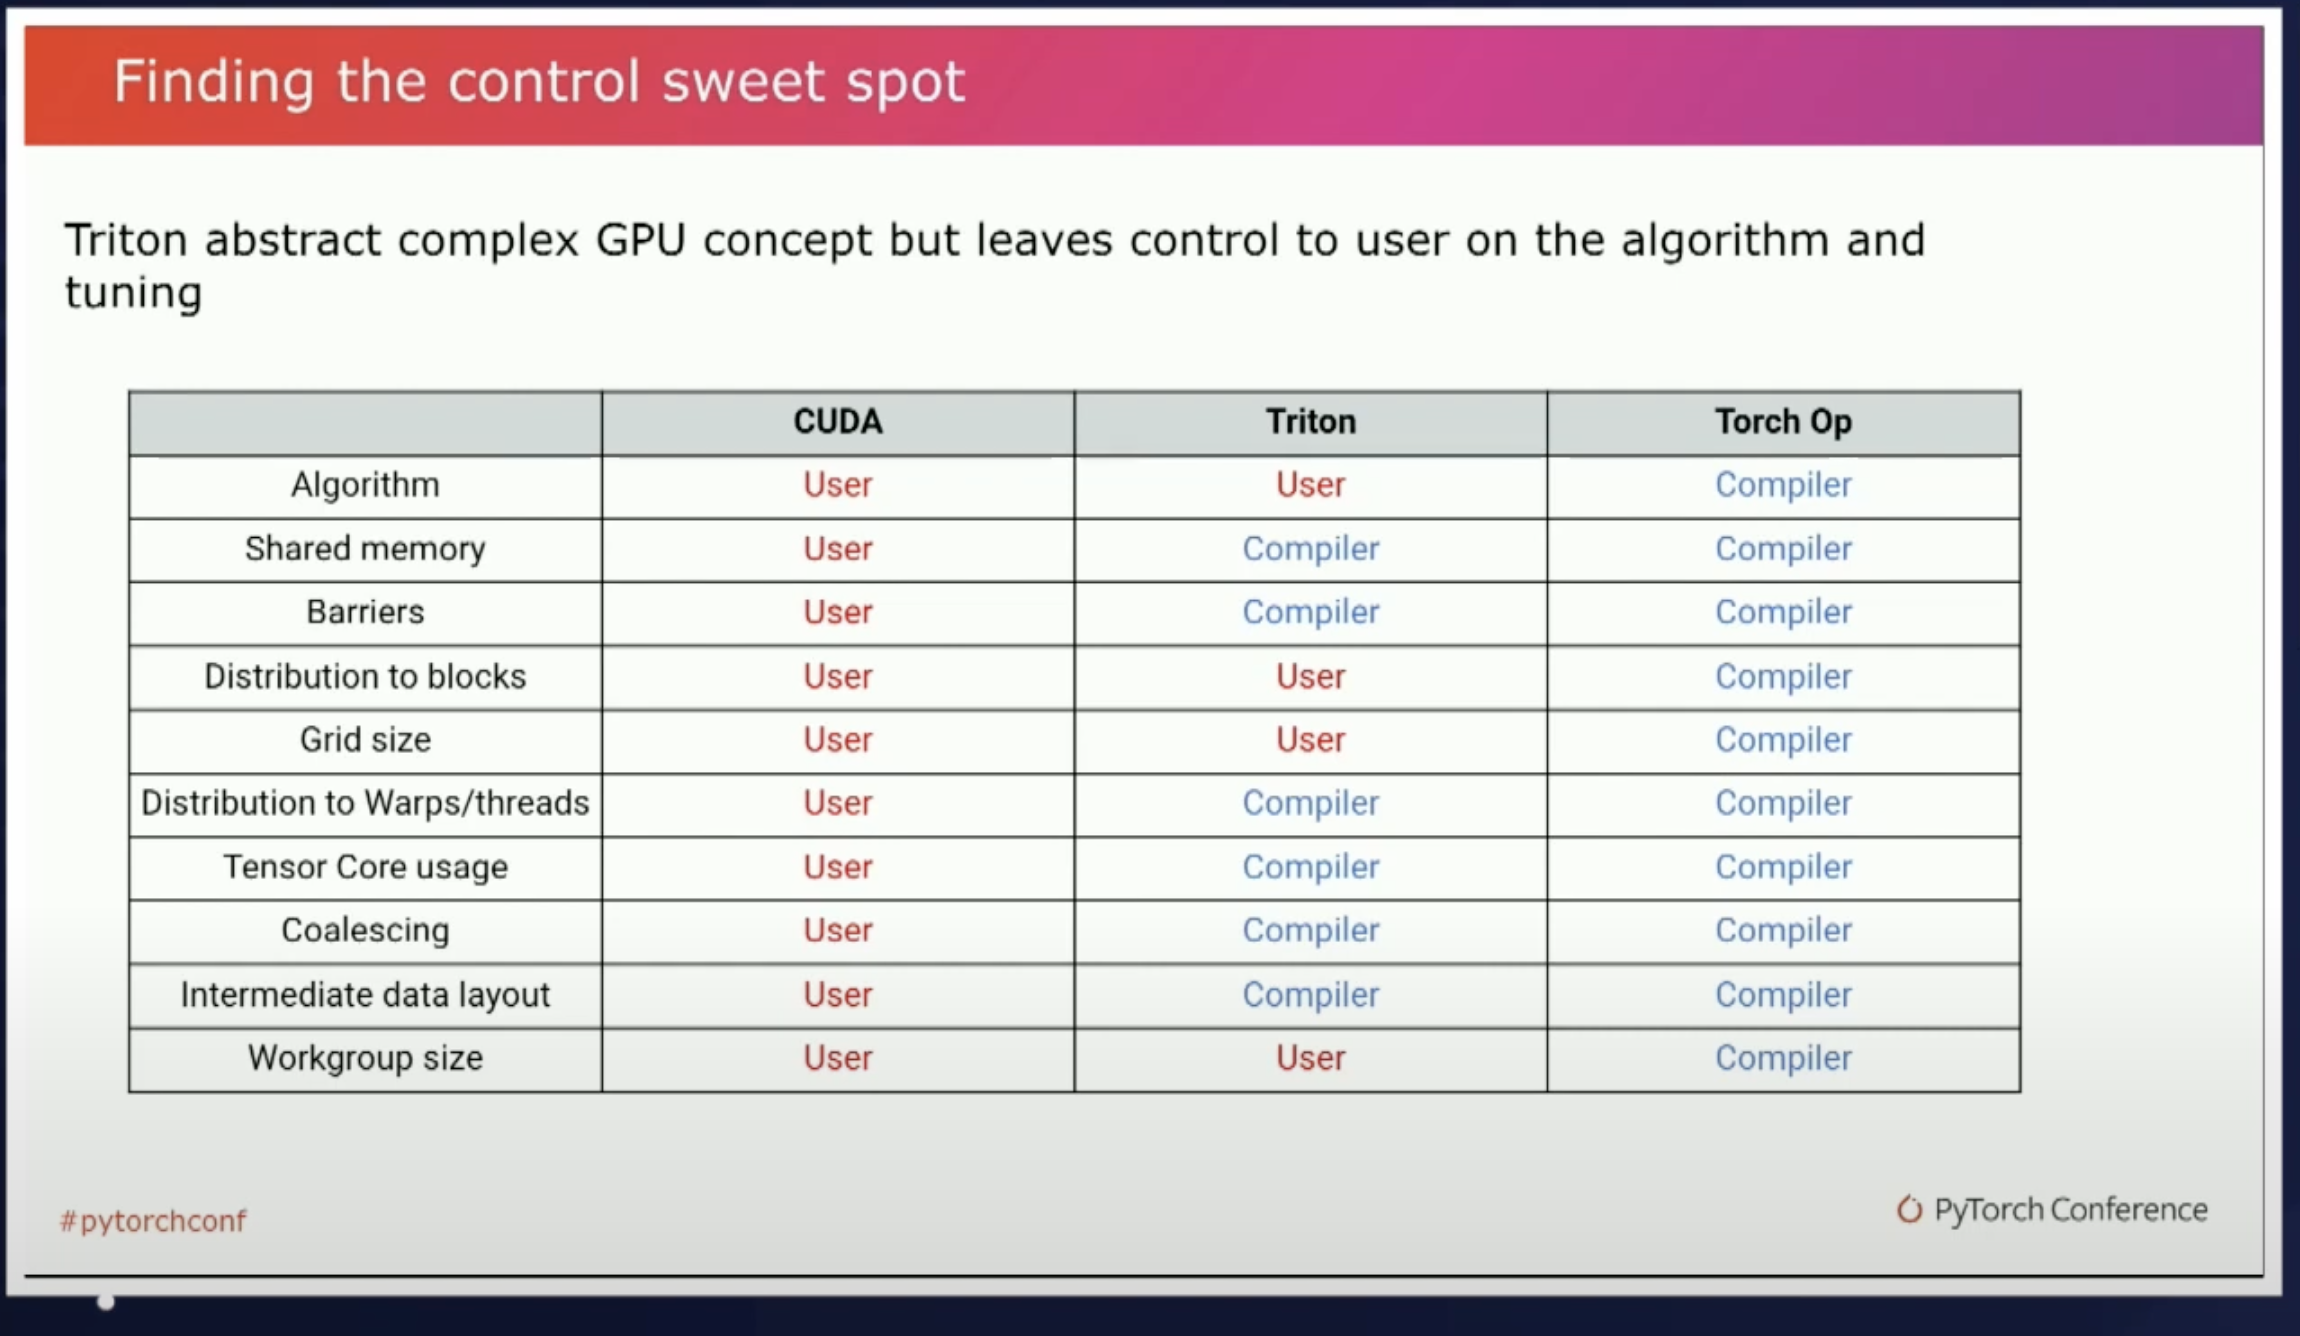 Finding the control sweet spot
Triton abstract complex GPU concept but leaves control to user on the algorithm and
tuning
CUDA Triton Torch Op
Algorithm User User Compiler
Shared memory User Compiler Compiler
Barriers User Compiler Compiler
Distribution to blocks User User Compiler
Grid size User User Compiler
Distribution to Warps/threads User Compiler Compiler
Tensor Core usage User Compiler Compiler
Coalescing User Compiler Compiler
Intermediate data layout User Compiler Compiler
Workgroup size User User Compiler
#pytorchconf
PyTorch Conference